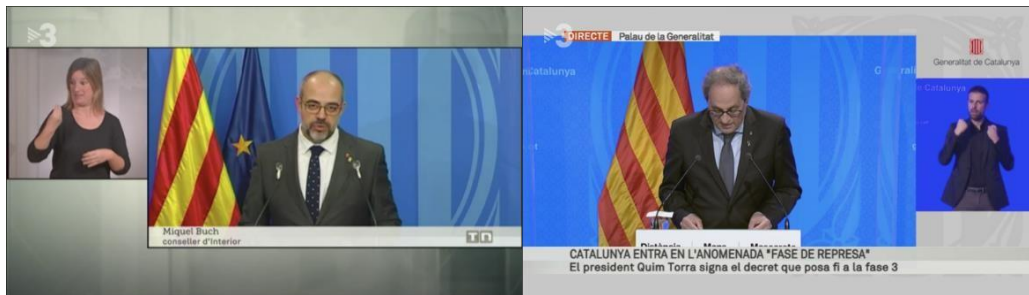 3
Miquel Buch
conseller d'Interior
TN
3
DIRECTE Palau de la Generalitat
Generalitat de Catalunya
Catalunya
Catalunya
Distància Mans Mascareta
CATALUNYA ENTRA EN L'ANOMENADA "FASE DE REPRESA"
El president Quim Torra signa el decret que posa fi a la fase 3